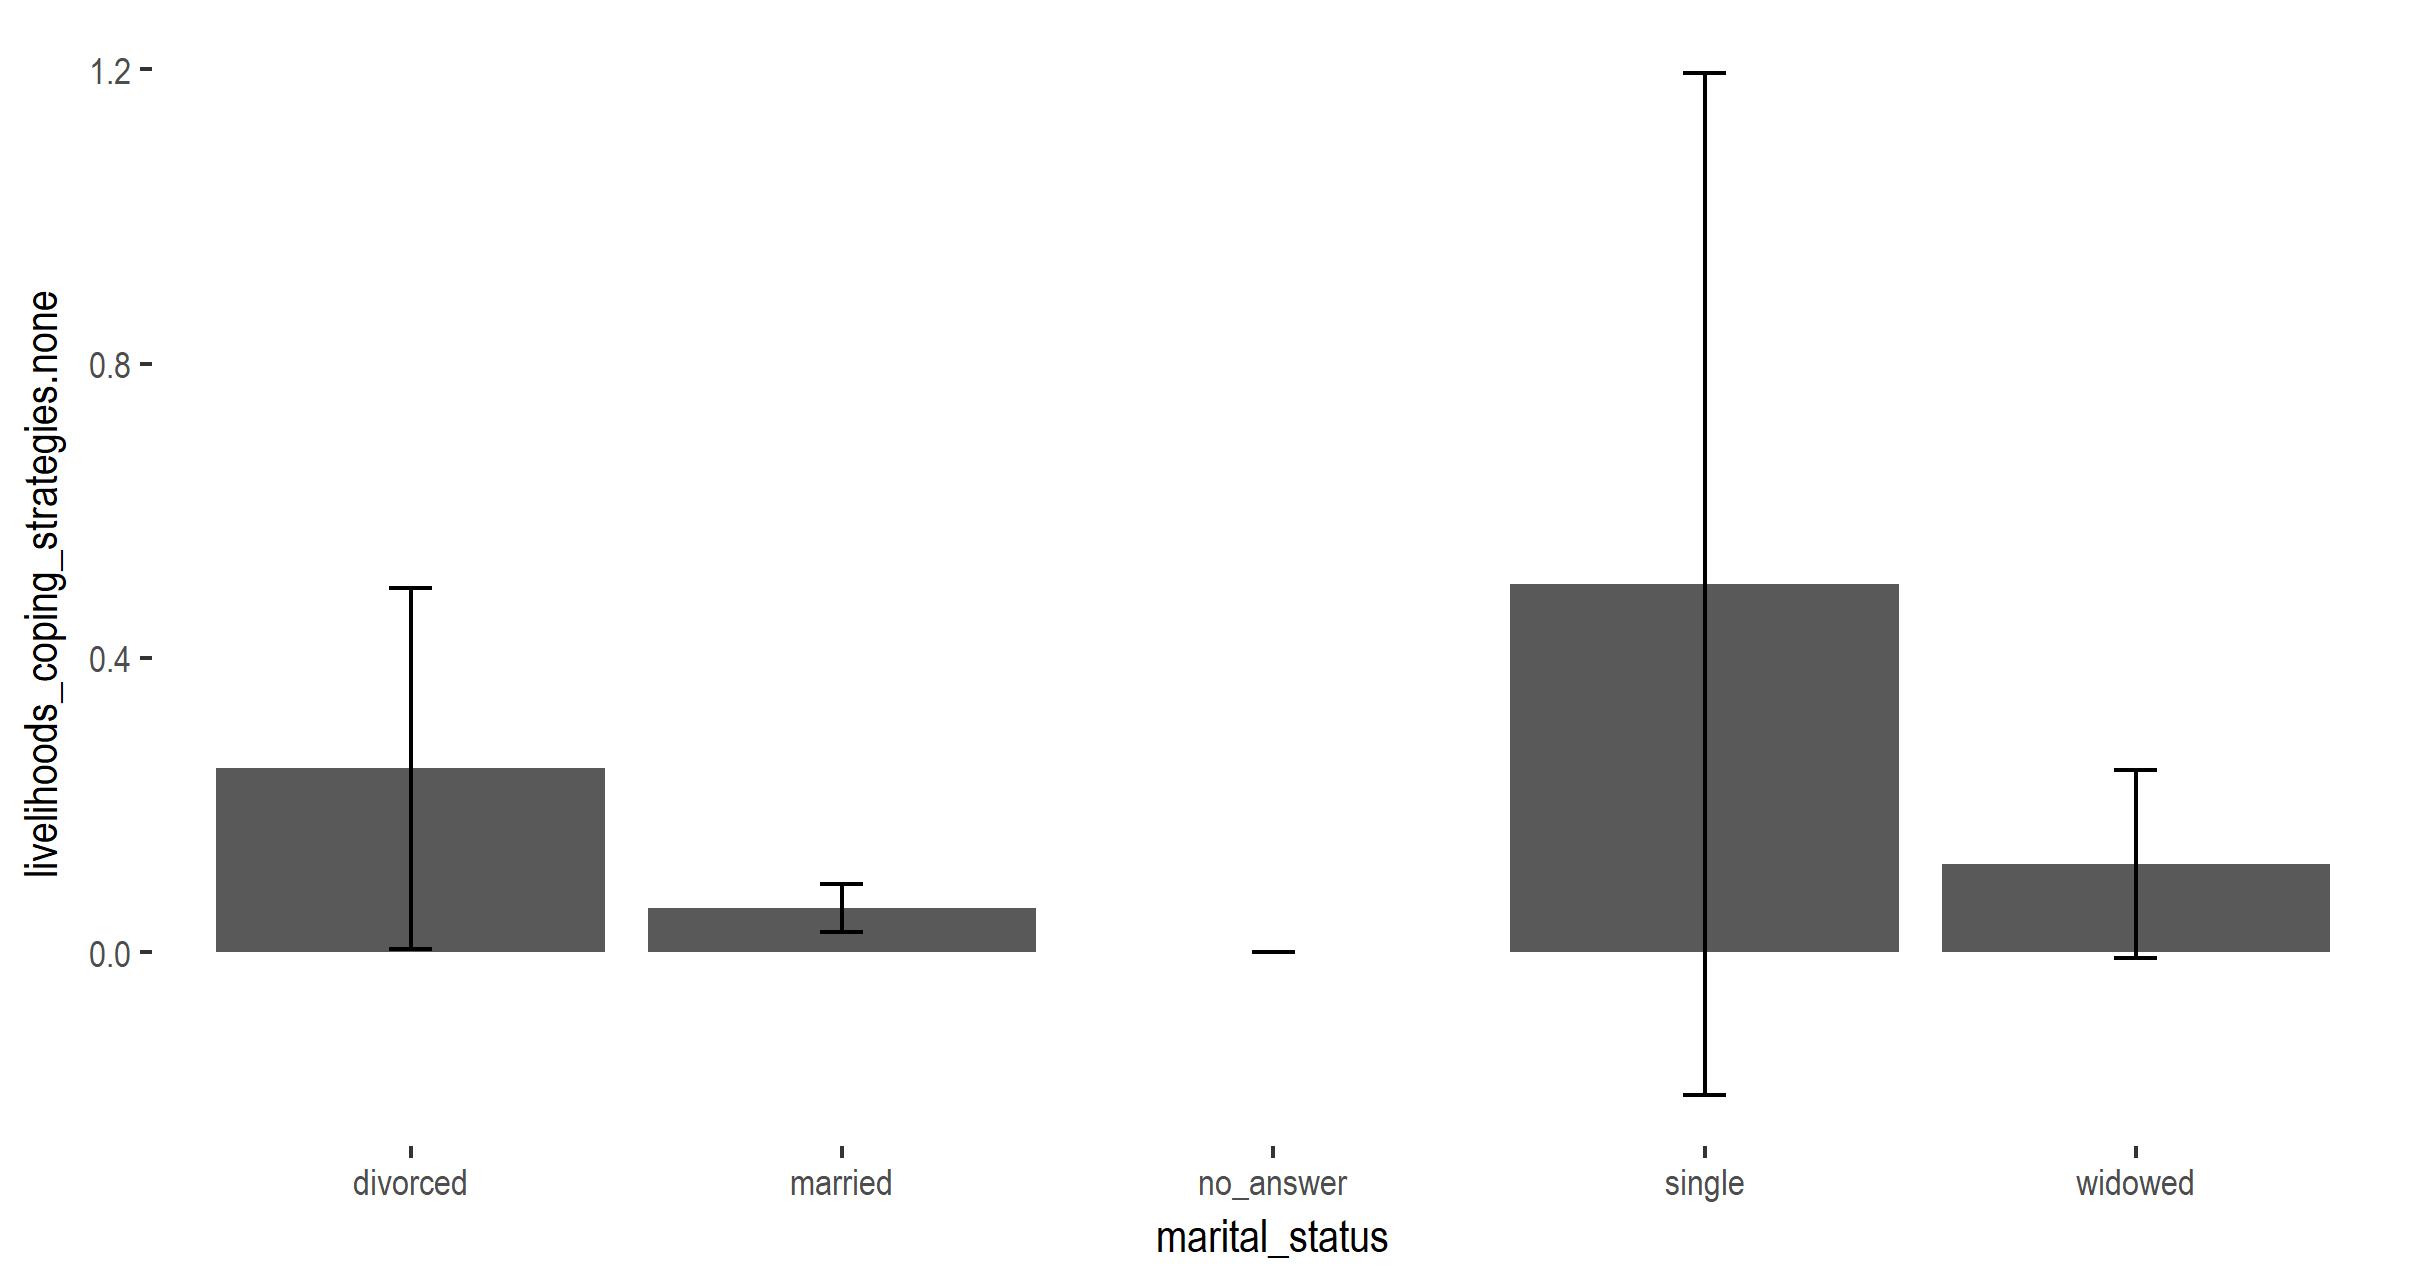 livelihoods_coping_strategies.none
1.2
0.8
0.4
0.0
divorced married no_answer single widowed
marital_status